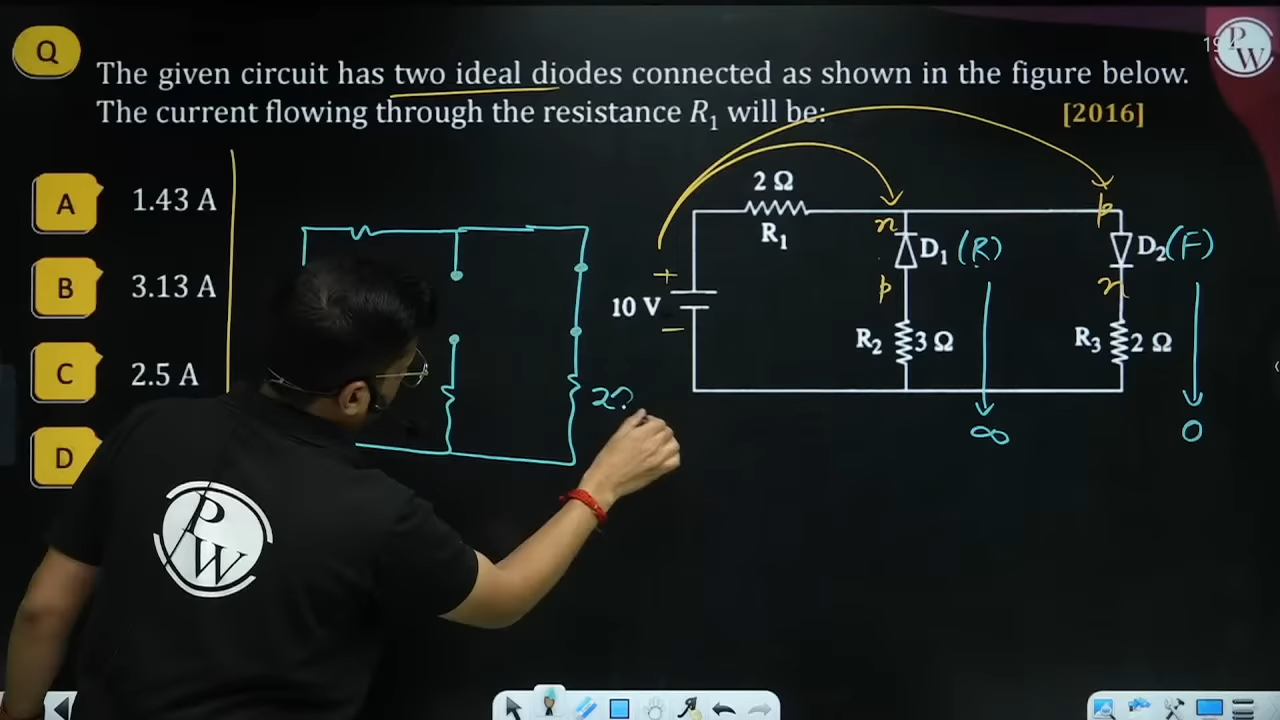 Q
The given circuit has two ideal diodes connected as shown in the figure below.
The current flowing through the resistance R₁ will be:
[2016]
A 1.43 A
B 3.13 A
C 2.5 A
D
2 Ω
R₁
10 V
+
−
n
D₁ (R)
p
R₂ 3 Ω
∞
p
D₂ (F)
n
R₃ 2 Ω
0
PW
PW